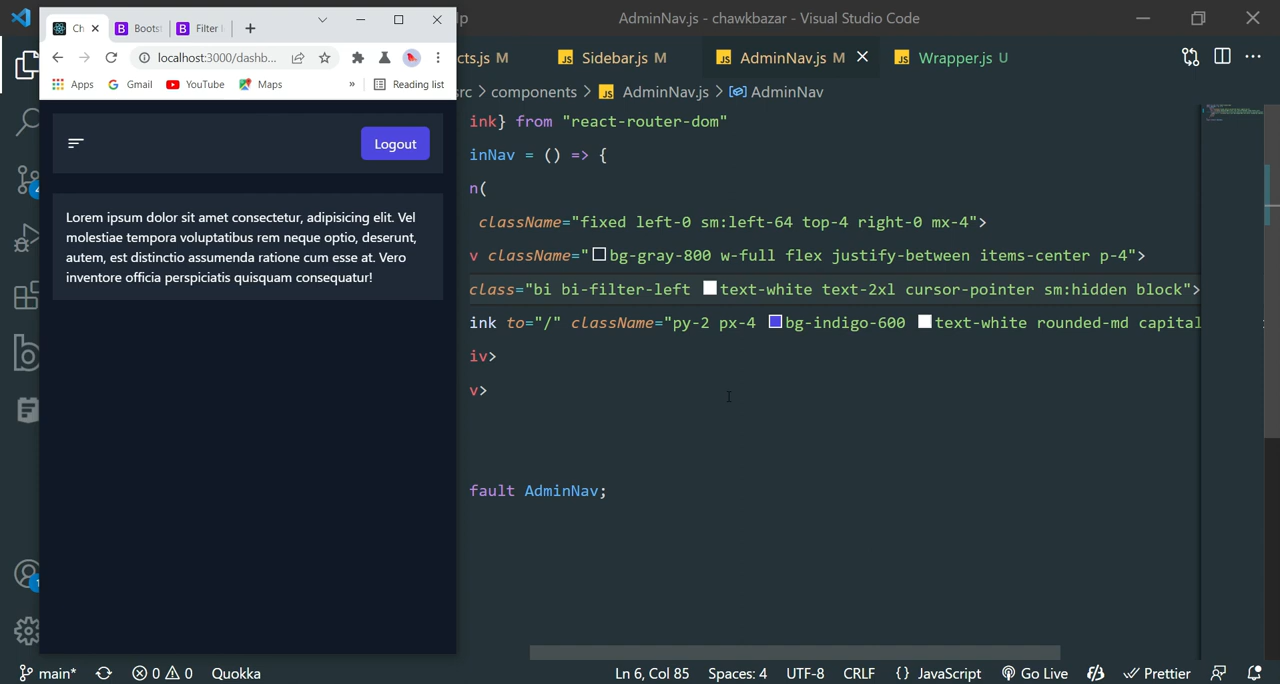 lp
AdminNav.js - chawkbazar - Visual Studio Code
Ch
Boots
Filter
localhost:3000/dashb...
Apps
Gmail
YouTube
Maps
»
Reading list
cts.js M
JS Sidebar.js M
JS AdminNav.js M
JS Wrapper.js U
src > components > JS AdminNav.js > AdminNav
Logout
Lorem ipsum dolor sit amet consectetur, adipisicing elit. Vel
molestiae tempora voluptatibus rem neque optio, deserunt,
autem, est distinctio assumenda ratione cum esse at. Vero
inventore officia perspiciatis quisquam consequatur!
ink} from "react-router-dom"
inNav = () => {
n(
className="fixed left-0 sm:left-64 top-4 right-0 mx-4">
v className="bg-gray-800 w-full flex justify-between items-center p-4">
class="bi bi-filter-left text-white text-2xl cursor-pointer sm:hidden block">
ink to="/" className="py-2 px-4 bg-indigo-600 text-white rounded-md capital
iv>
v>
fault AdminNav;
main*
0
0
Quokka
Ln 6, Col 85
Spaces: 4
UTF-8
CRLF
{} JavaScript
Go Live
Prettier